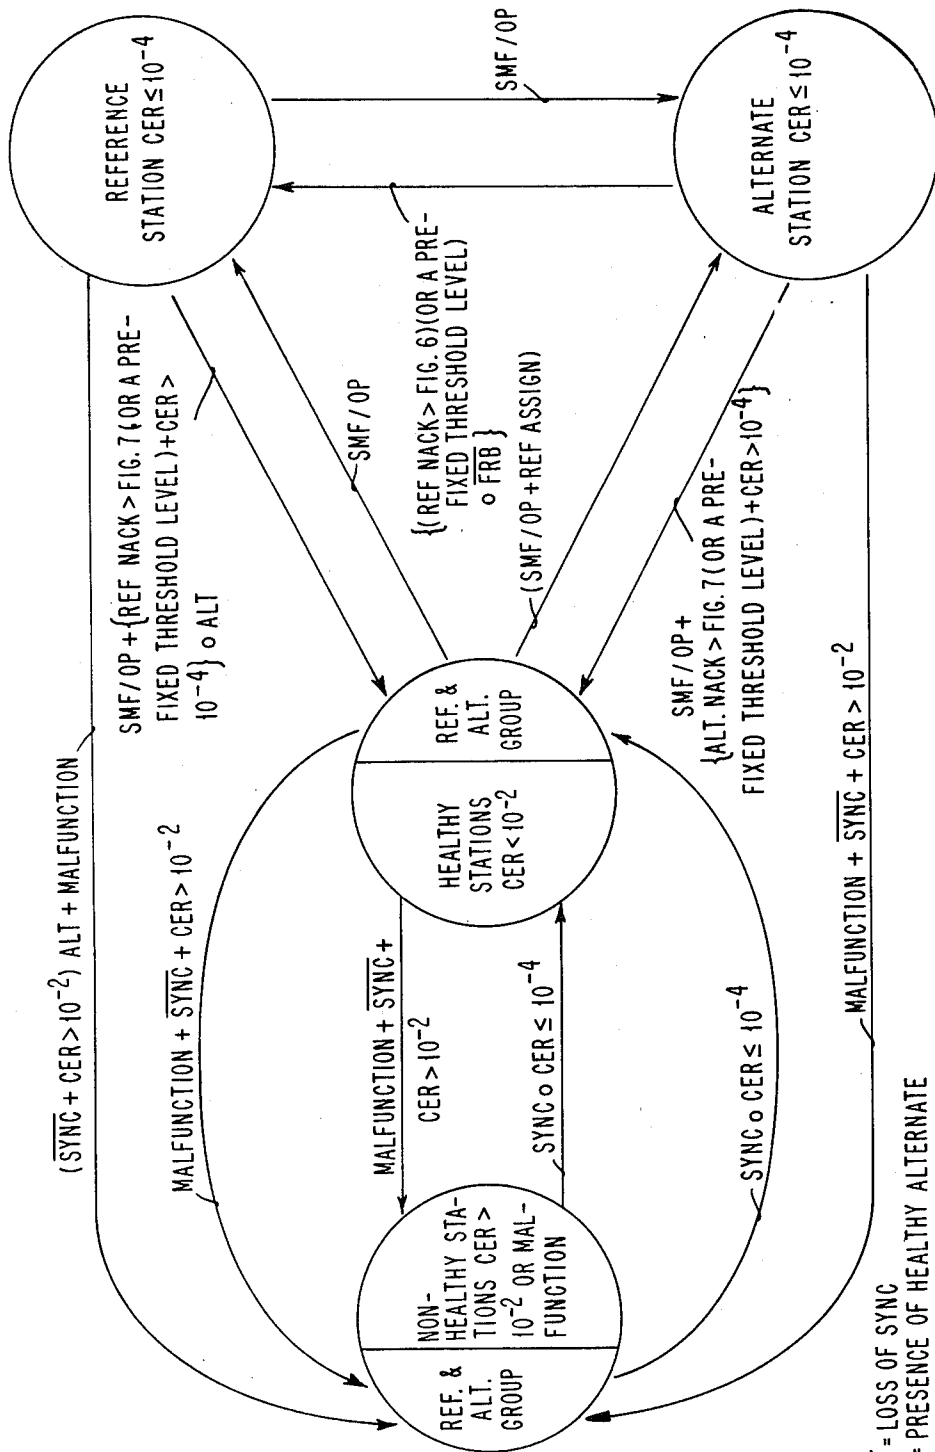 (SYNC̅ + CER > 10⁻²) ALT + MALFUNCTION
REFERENCE
STATION CER ≤ 10⁻⁴
SMF/OP + {REF NACK > FIG. 7 (OR A PRE-
FIXED THRESHOLD LEVEL) + CER >
10⁻⁴} o ALT
MALFUNCTION + S̅Y̅N̅C̅ + CER > 10⁻²
SMF/OP
SMF/OP
{(REF NACK > FIG. 6)(OR A PRE-
FIXED THRESHOLD LEVEL)
o F̅R̅B̅ }
REF. &
ALT.
GROUP
NON-
HEALTHY STA-
TIONS CER >
10⁻² OR MAL-
FUNCTION
MALFUNCTION + S̅Y̅N̅C̅ +
CER > 10⁻²
SYNC o CER ≤ 10⁻⁴
HEALTHY
STATIONS
CER < 10⁻²
REF. &
ALT.
GROUP
(SMF/OP + REF ASSIGN)
SMF/OP +
{ALT. NACK > FIG. 7 (OR A PRE-
FIXED THRESHOLD LEVEL) + CER > 10⁻⁴}
SYNC o CER ≤ 10⁻⁴
ALTERNATE
STATION CER ≤ 10⁻⁴
MALFUNCTION + S̅Y̅N̅C̅ + CER > 10⁻²
= LOSS OF SYNC
= PRESENCE OF HEALTHY ALTERNATE